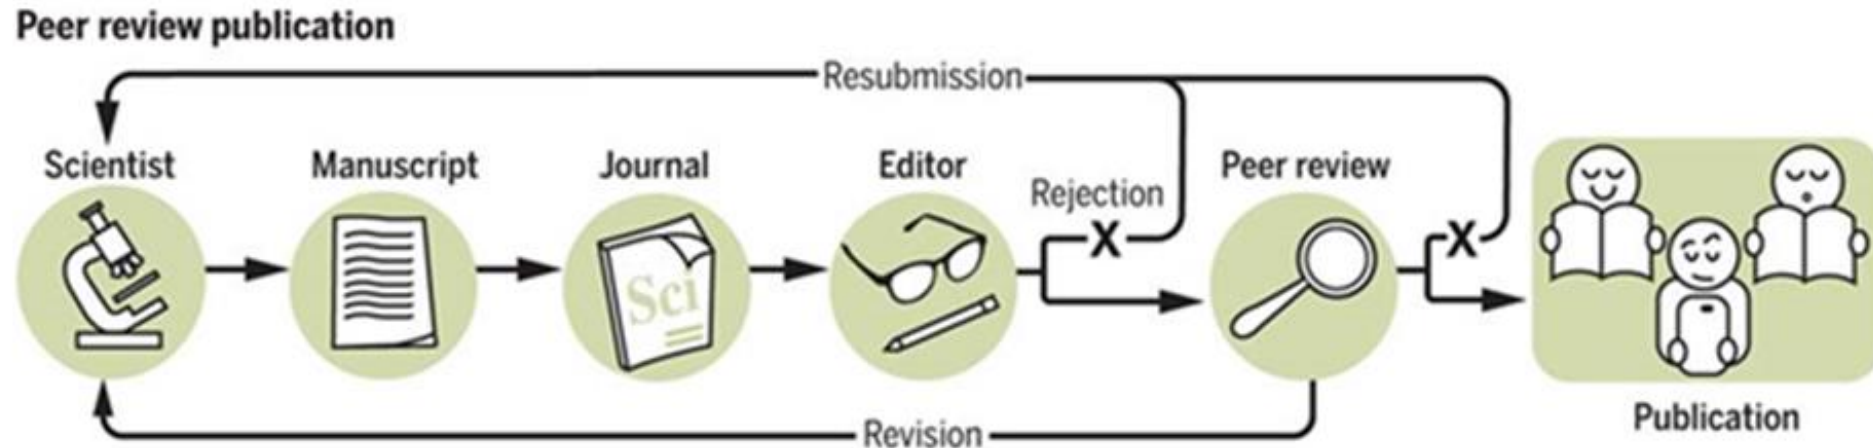 Peer review publication
Resubmission
Scientist
Manuscript
Journal
Editor
Rejection
Peer review
X
X
Sci
Revision
Publication